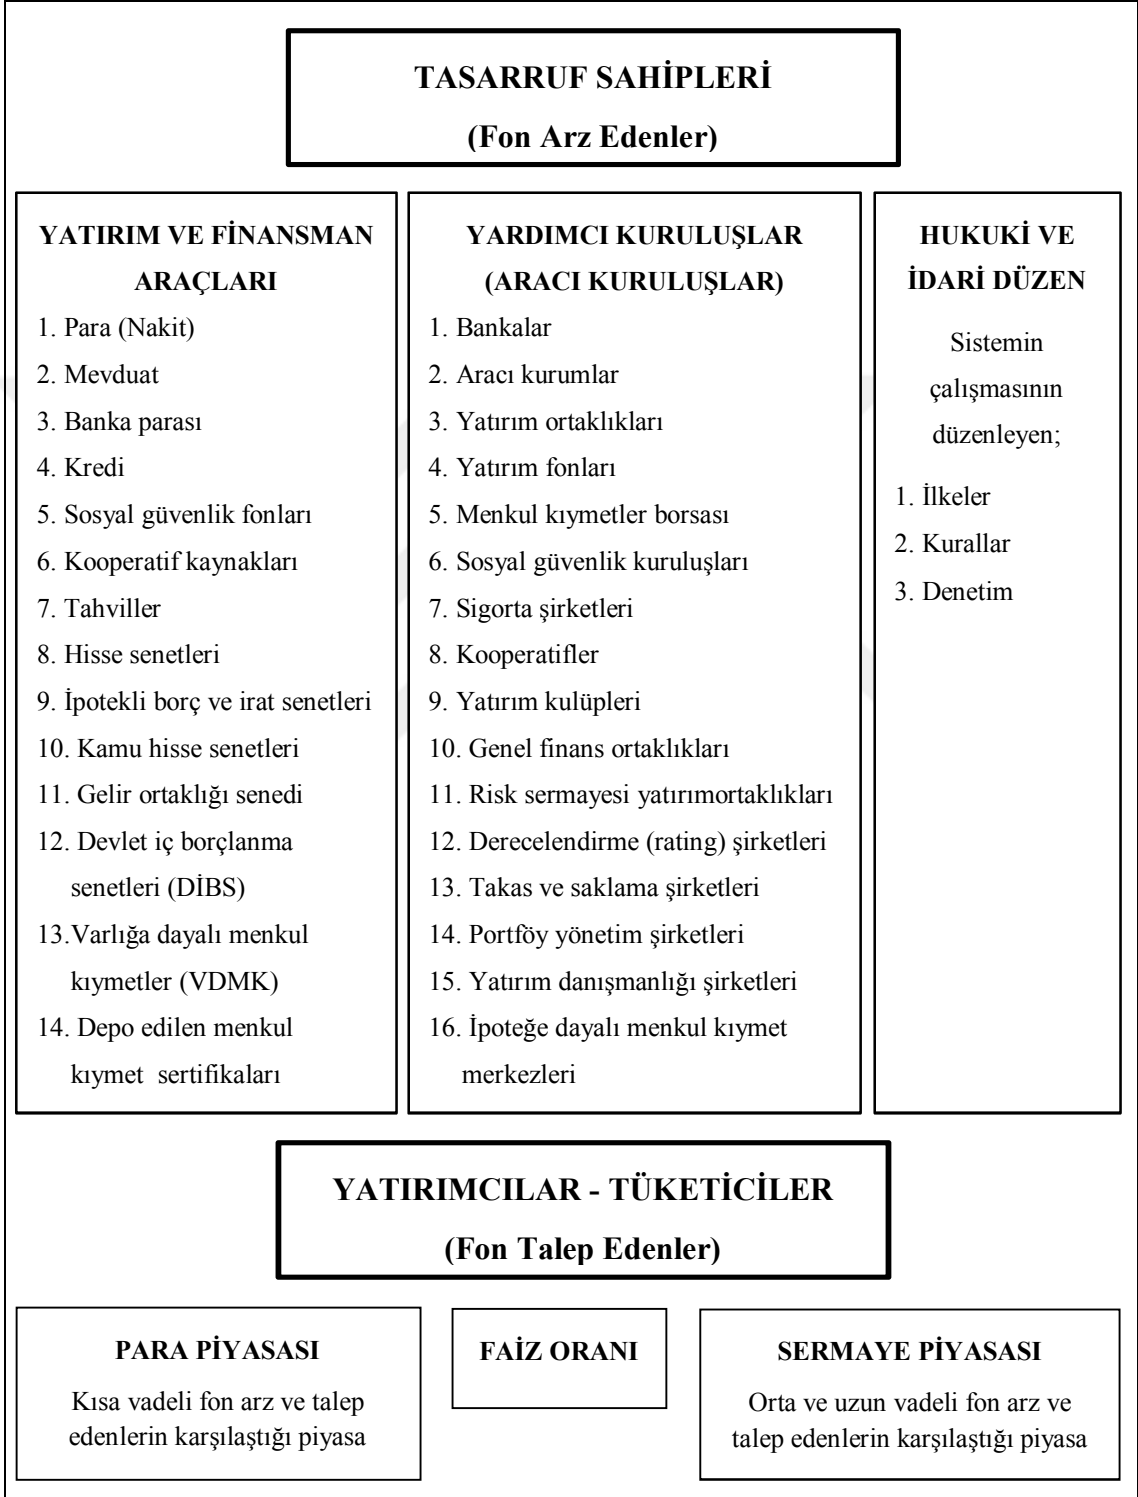 TASARRUF SAHİPLERİ
(Fon Arz Edenler)
YATIRIM VE FİNANSMAN
ARAÇLARI
1. Para (Nakit)
2. Mevduat
3. Banka parası
4. Kredi
5. Sosyal güvenlik fonları
6. Kooperatif kaynakları
7. Tahviller
8. Hisse senetleri
9. İpotekli borç ve irat senetleri
10. Kamu hisse senetleri
11. Gelir ortaklığı senedi
12. Devlet iç borçlanma
senetleri (DİBS)
13.Varlığa dayalı menkul
kıymetler (VDMK)
14. Depo edilen menkul
kıymet sertifikaları
YARDIMCI KURULUŞLAR
(ARACI KURULUŞLAR)
1. Bankalar
2. Aracı kurumlar
3. Yatırım ortaklıkları
4. Yatırım fonları
5. Menkul kıymetler borsası
6. Sosyal güvenlik kuruluşları
7. Sigorta şirketleri
8. Kooperatifler
9. Yatırım kulüpleri
10. Genel finans ortaklıkları
11. Risk sermayesi yatırımortaklıkları
12. Derecelendirme (rating) şirketleri
13. Takas ve saklama şirketleri
14. Portföy yönetim şirketleri
15. Yatırım danışmanlığı şirketleri
16. İpoteğe dayalı menkul kıymet
merkezleri
HUKUKİ VE
İDARİ DÜZEN
Sistemin
çalışmasının
düzenleyen;
1. İlkeler
2. Kurallar
3. Denetim
YATIRIMCILAR - TÜKETİCİLER
(Fon Talep Edenler)
PARA PİYASASI
Kısa vadeli fon arz ve talep
edenlerin karşılaştığı piyasa
FAİZ ORANI
SERMAYE PİYASASI
Orta ve uzun vadeli fon arz ve
talep edenlerin karşılaştığı piyasa